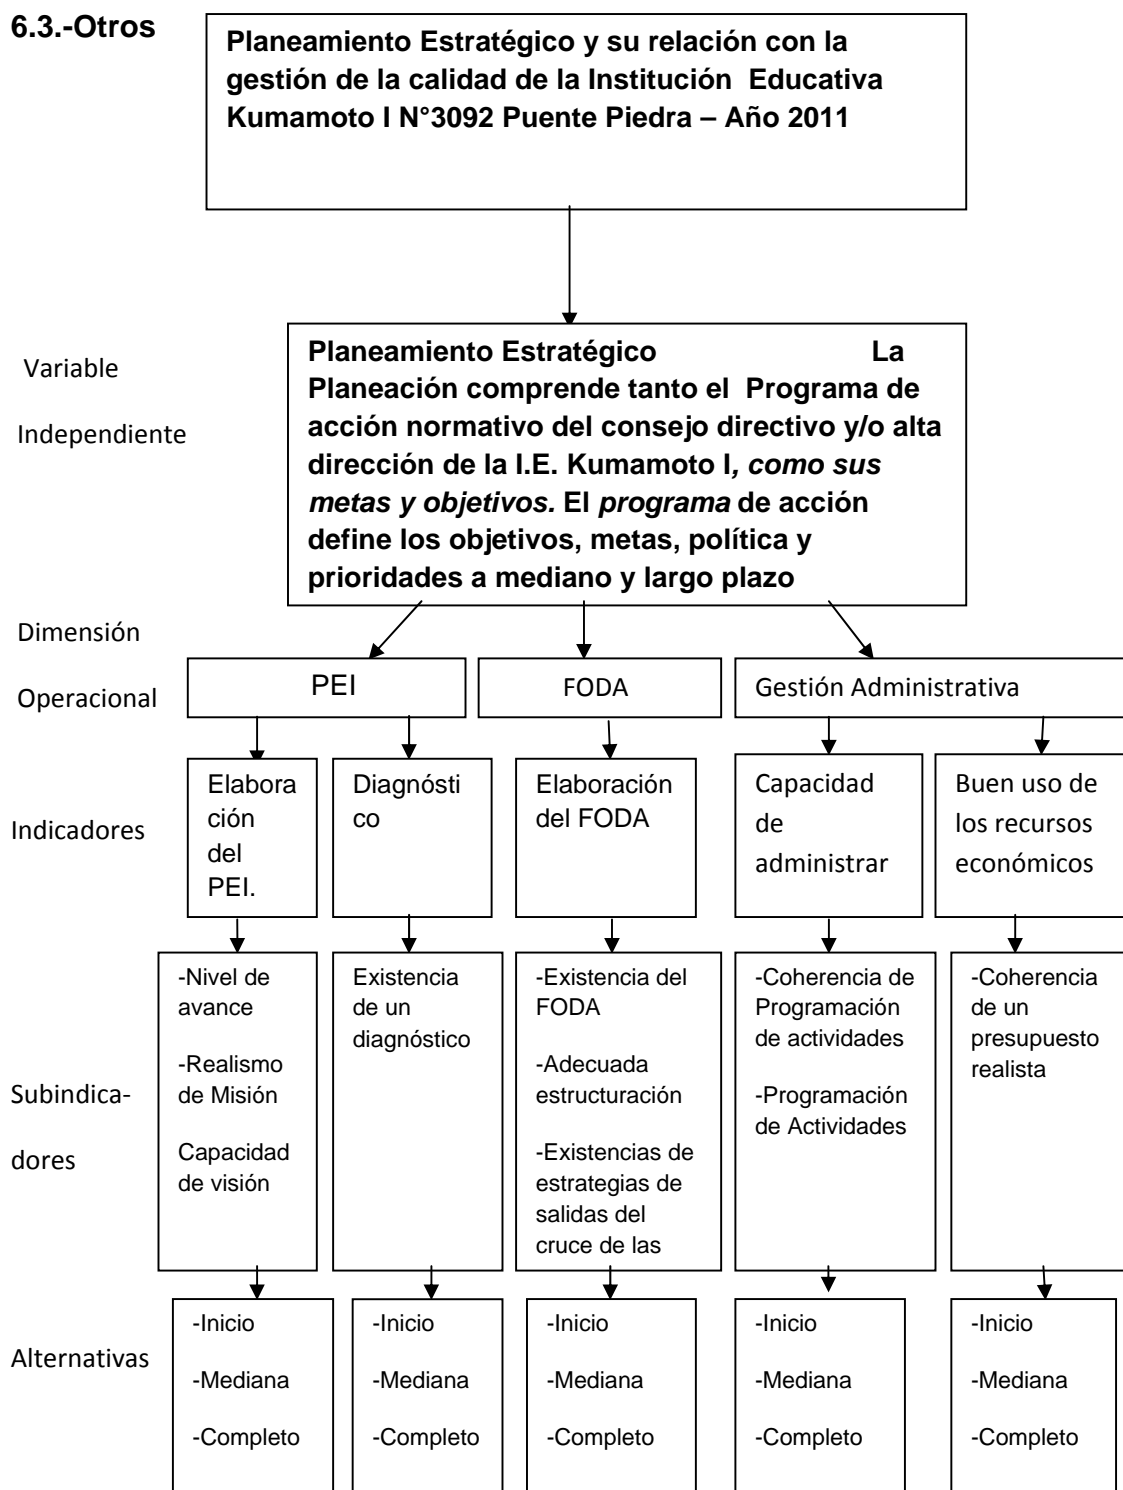 6.3.-Otros
Planeamiento Estratégico y su relación con la
gestión de la calidad de la Institución Educativa
Kumamoto I N°3092 Puente Piedra – Año 2011
Variable
Independiente
Planeamiento Estratégico La
Planeación comprende tanto el Programa de
acción normativo del consejo directivo y/o alta
dirección de la I.E. Kumamoto I, como sus
metas y objetivos. El programa de acción
define los objetivos, metas, política y
prioridades a mediano y largo plazo
Dimensión
Operacional
PEI
FODA
Gestión Administrativa
Indicadores
Elabora
ción
del
PEI.
Diagnósti
co
Elaboración
del FODA
Capacidad
de
administrar
Buen uso de
los recursos
económicos
Subindica-
dores
-Nivel de
avance
-Realismo
de Misión
Capacidad
de visión
Existencia
de un
diagnóstico
-Existencia del
FODA
-Adecuada
estructuración
-Existencias de
estrategias de
salidas del
cruce de las
-Coherencia de
Programación
de actividades
-Programación
de Actividades
-Coherencia
de un
presupuesto
realista
Alternativas
-Inicio
-Mediana
-Completo
-Inicio
-Mediana
-Completo
-Inicio
-Mediana
-Completo
-Inicio
-Mediana
-Completo
-Inicio
-Mediana
-Completo